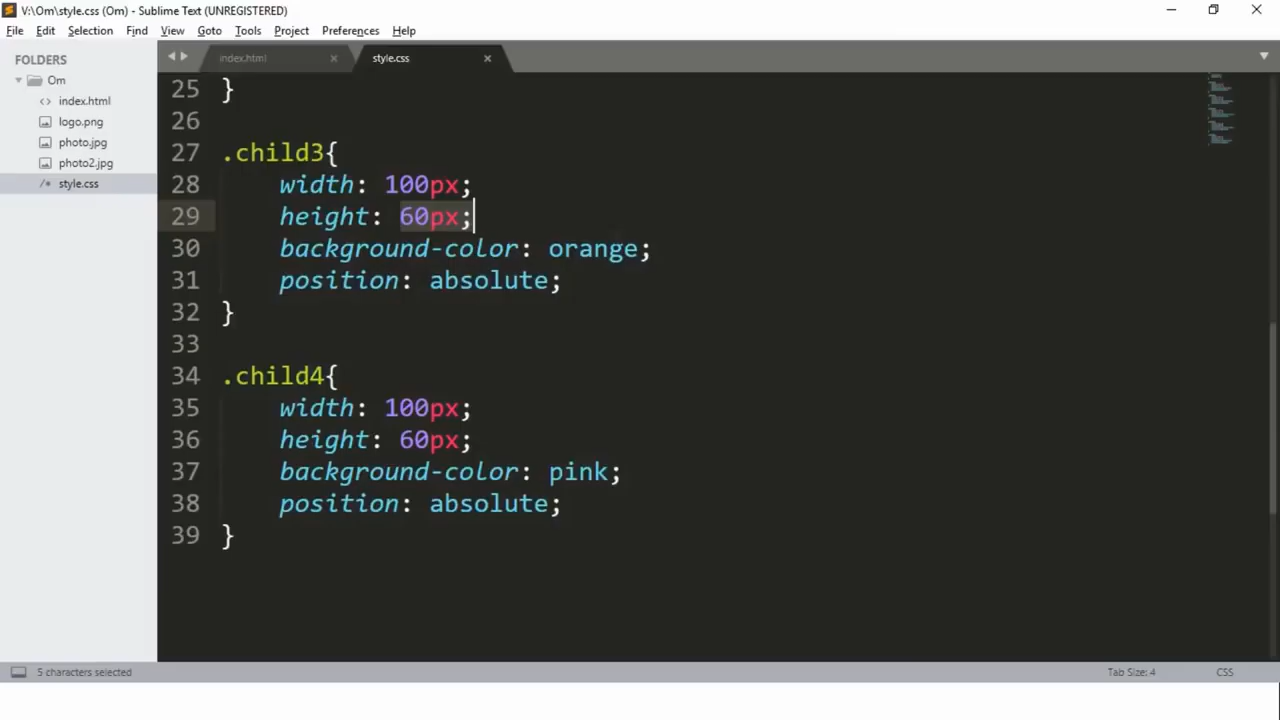 V:\Om\style.css (Om) - Sublime Text (UNREGISTERED)
File Edit Selection Find View Goto Tools Project Preferences Help
FOLDERS
Om
index.html
logo.png
photo.jpg
photo2.jpg
style.css
index.html style.css
25 }
26
27 .child3{
28 width: 100px;
29 height: 60px;
30 background-color: orange;
31 position: absolute;
32 }
33
34 .child4{
35 width: 100px;
36 height: 60px;
37 background-color: pink;
38 position: absolute;
39 }
5 characters selected Tab Size: 4 CSS